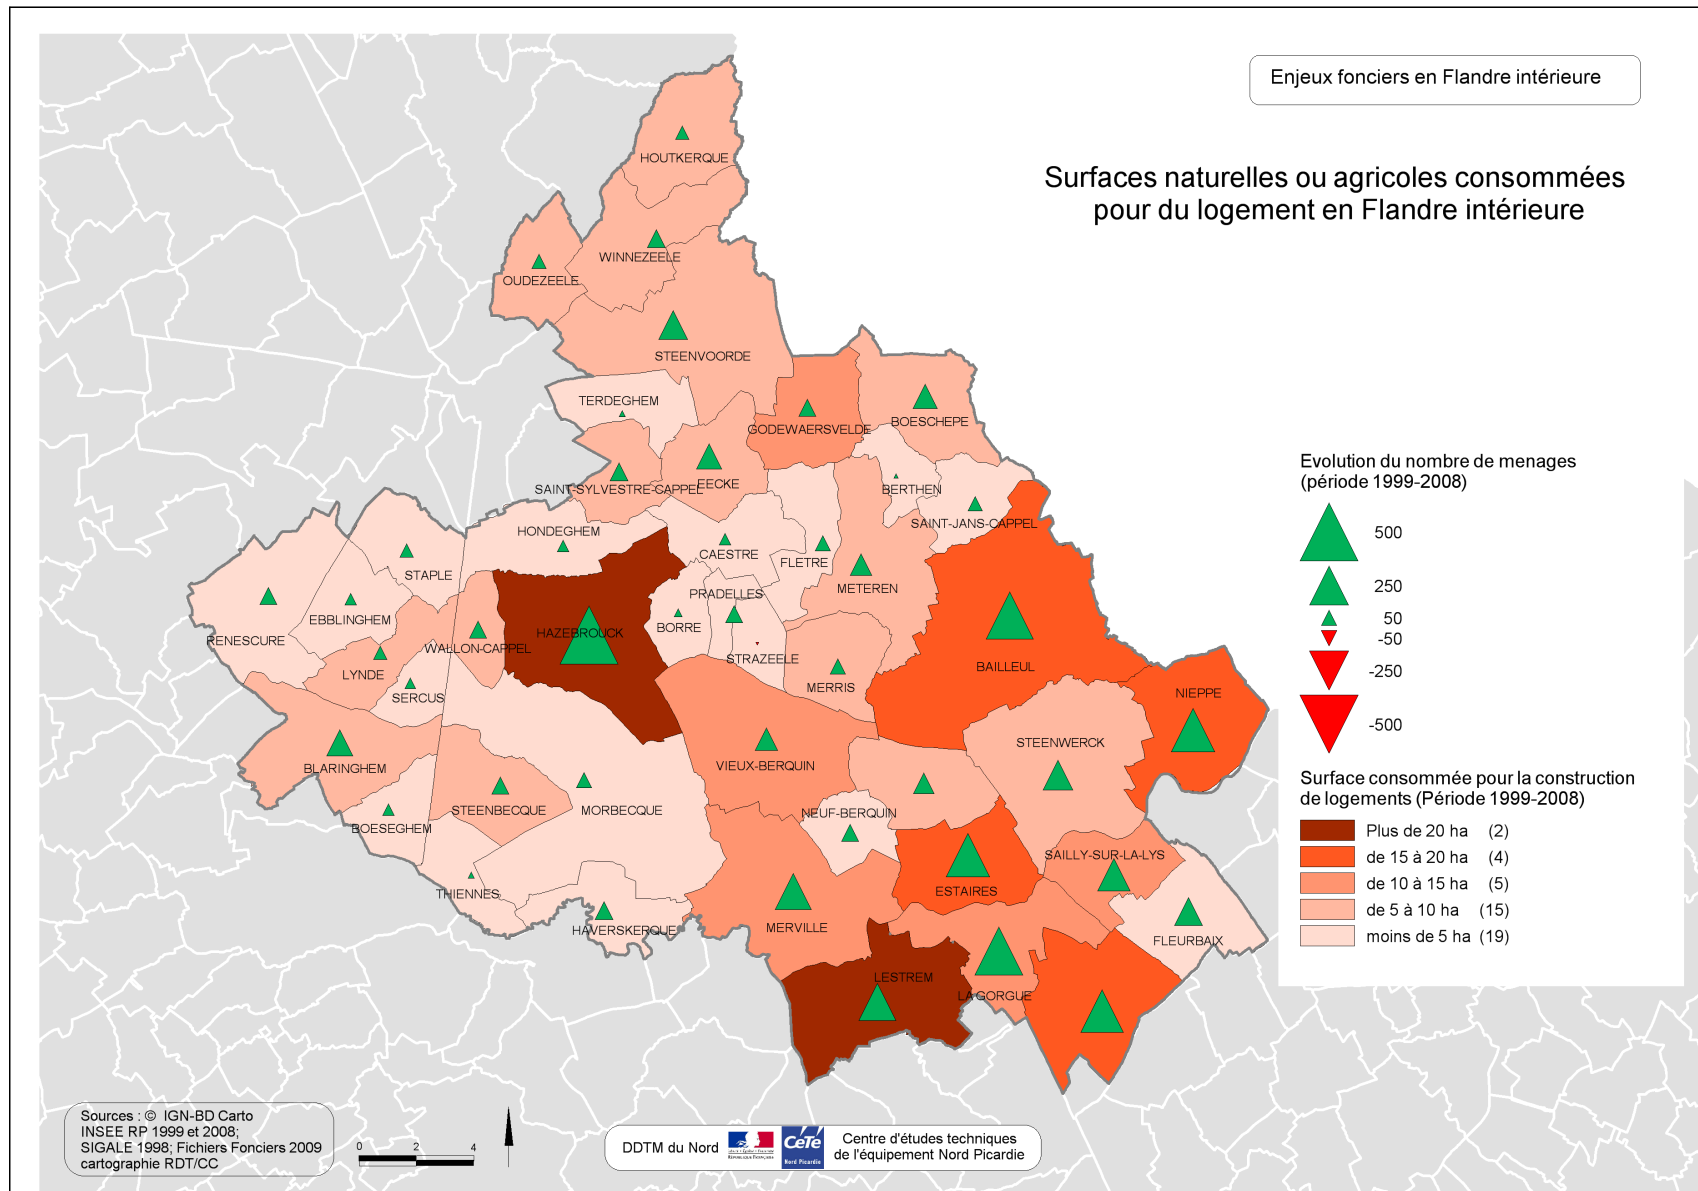 Enjeux fonciers en Flandre intérieure
Surfaces naturelles ou agricoles consommées
pour du logement en Flandre intérieure
HOUTKERQUE
WINNEZEELE
OUDEZEELE
STEENVOORDE
TERDEGHEM
BOESCHEPE
GODEWAERSVELDE
EECKE
SAINT-SYLVESTRE-CAPPEL
BERTHEN
SAINT-JANS-CAPPEL
HONDEGHEM
CAESTRE
FLETRE
STAPLE
METEREN
PRADELLES
EBBLINGHEM
BORRE
HAZEBROUCK
RENESCURE
WALLON-CAPPEL
STRAZEELE
BAILLEUL
LYNDE
MERRIS
SERCUS
NIEPPE
STEENWERCK
VIEUX-BERQUIN
BLARINGHEM
STEENBECQUE
MORBECQUE
NEUF-BERQUIN
BOESEGHEM
SAILLY-SUR-LA-LYS
ESTAIRES
THIENNES
HAVERSKERQUE
MERVILLE
FLEURBAIX
LESTREM
LA GORGUE
Evolution du nombre de menages
(période 1999-2008)
500
250
50
-50
-250
-500
Surface consommée pour la construction
de logements (Période 1999-2008)
Plus de 20 ha (2)
de 15 à 20 ha (4)
de 10 à 15 ha (5)
de 5 à 10 ha (15)
moins de 5 ha (19)
Sources : © IGN-BD Carto
INSEE RP 1999 et 2008;
SIGALE 1998; Fichiers Fonciers 2009
cartographie RDT/CC
0 2 4
DDTM du Nord
RÉPUBLIQUE FRANÇAISE
CeTe
Nord Picardie
Centre d'études techniques
de l'équipement Nord Picardie